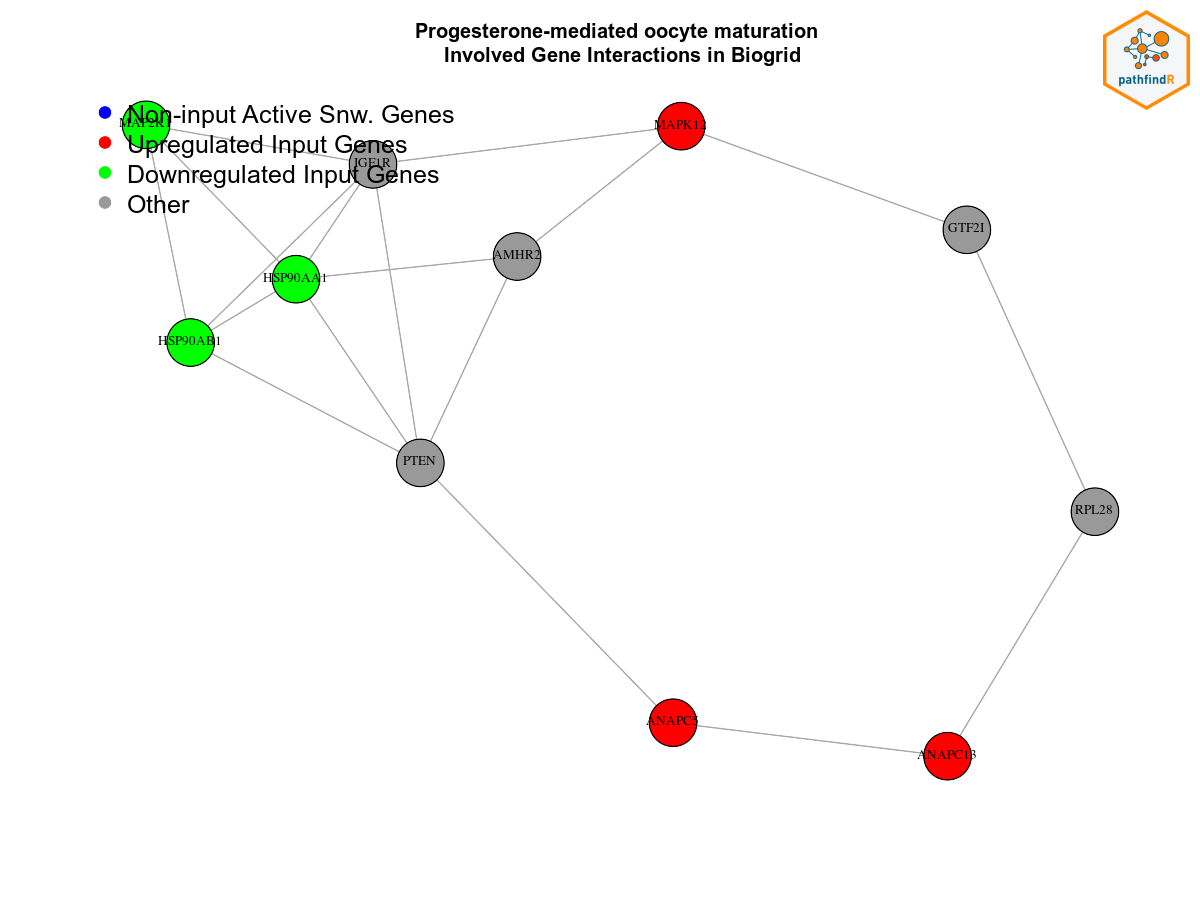 Progesterone-mediated oocyte maturation
Involved Gene Interactions in Biogrid
pathfindR
Non-input Active Snw. Genes
Upregulated Input Genes
Downregulated Input Genes
Other
MAP2K1
IGF1R
MAPK12
GTF2I
AMHR2
HSP90AA1
HSP90AB1
PTEN
RPL28
ANAPC5
ANAPC13